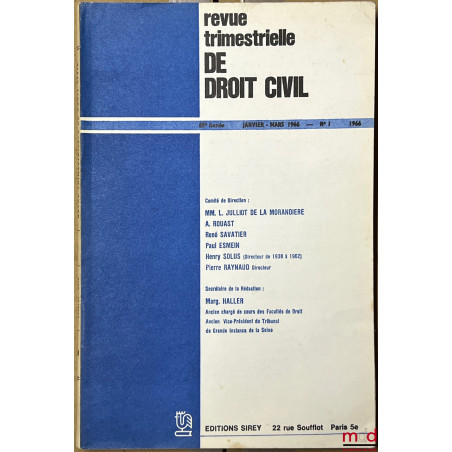 revue
trimestrielle
DE
DROIT CIVIL
Année JANVIER - MARS 1966 — N° 1 1966
Comité de Direction :
MM. L. JULLIOT DE LA MORANDIERE
A. ROUAST
René SAVATIER
Paul ESMEIN
Henry SOLUS (Directeur de 1938 à 1962)
Pierre RAYNAUD Directeur
Secrétaire de la Rédaction :
Marg. HALLER
Ancien chargé de cours des Facultés de Droit
Ancien Vice-Président du Tribunal
de Grande Instance de la Seine
EDITIONS SIREY 22 rue Soufflot Paris 5e